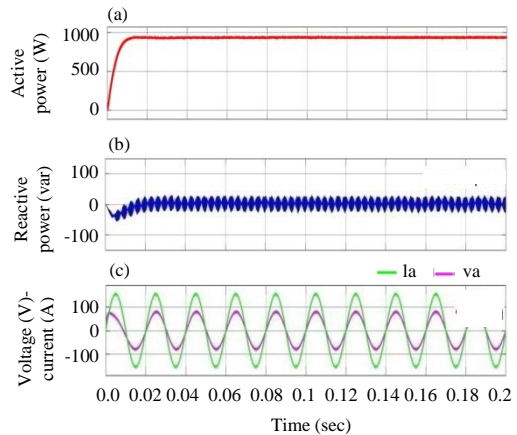 (a)
1000
500
0
Active
power (W)
(b)
100
0
-100
Reactive
power (var)
(c)
la va
100
0
-100
Voltage (V)-
current (A)
0.0 0.02 0.04 0.06 0.08 0.1 0.12 0.14 0.16 0.18 0.2
Time (sec)